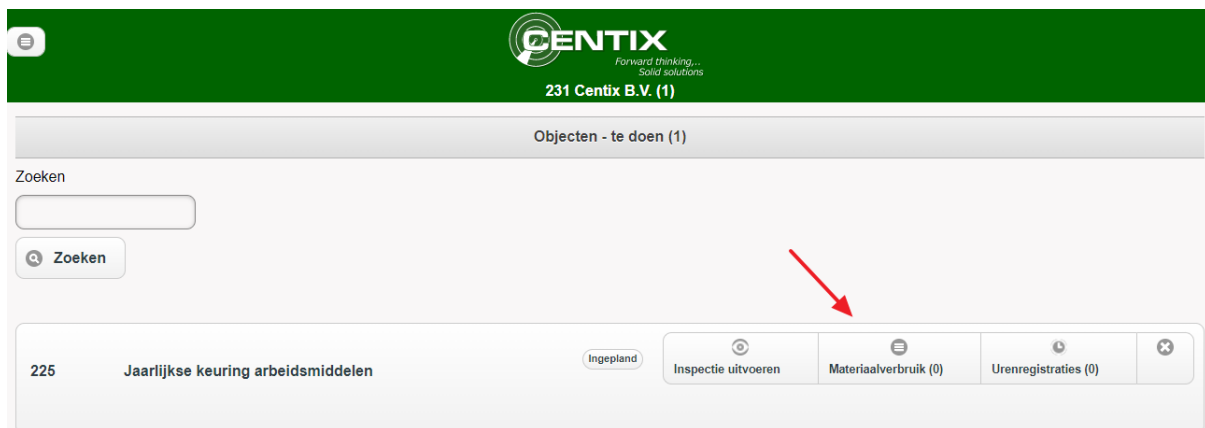 CENTIX
Forward thinking,..
Solid solutions
231 Centix B.V. (1)
Objecten - te doen (1)
Zoeken
Zoeken
225 Jaarlijkse keuring arbeidsmiddelen Ingepland Inspectie uitvoeren Materiaalverbruik (0) Urenregistraties (0)